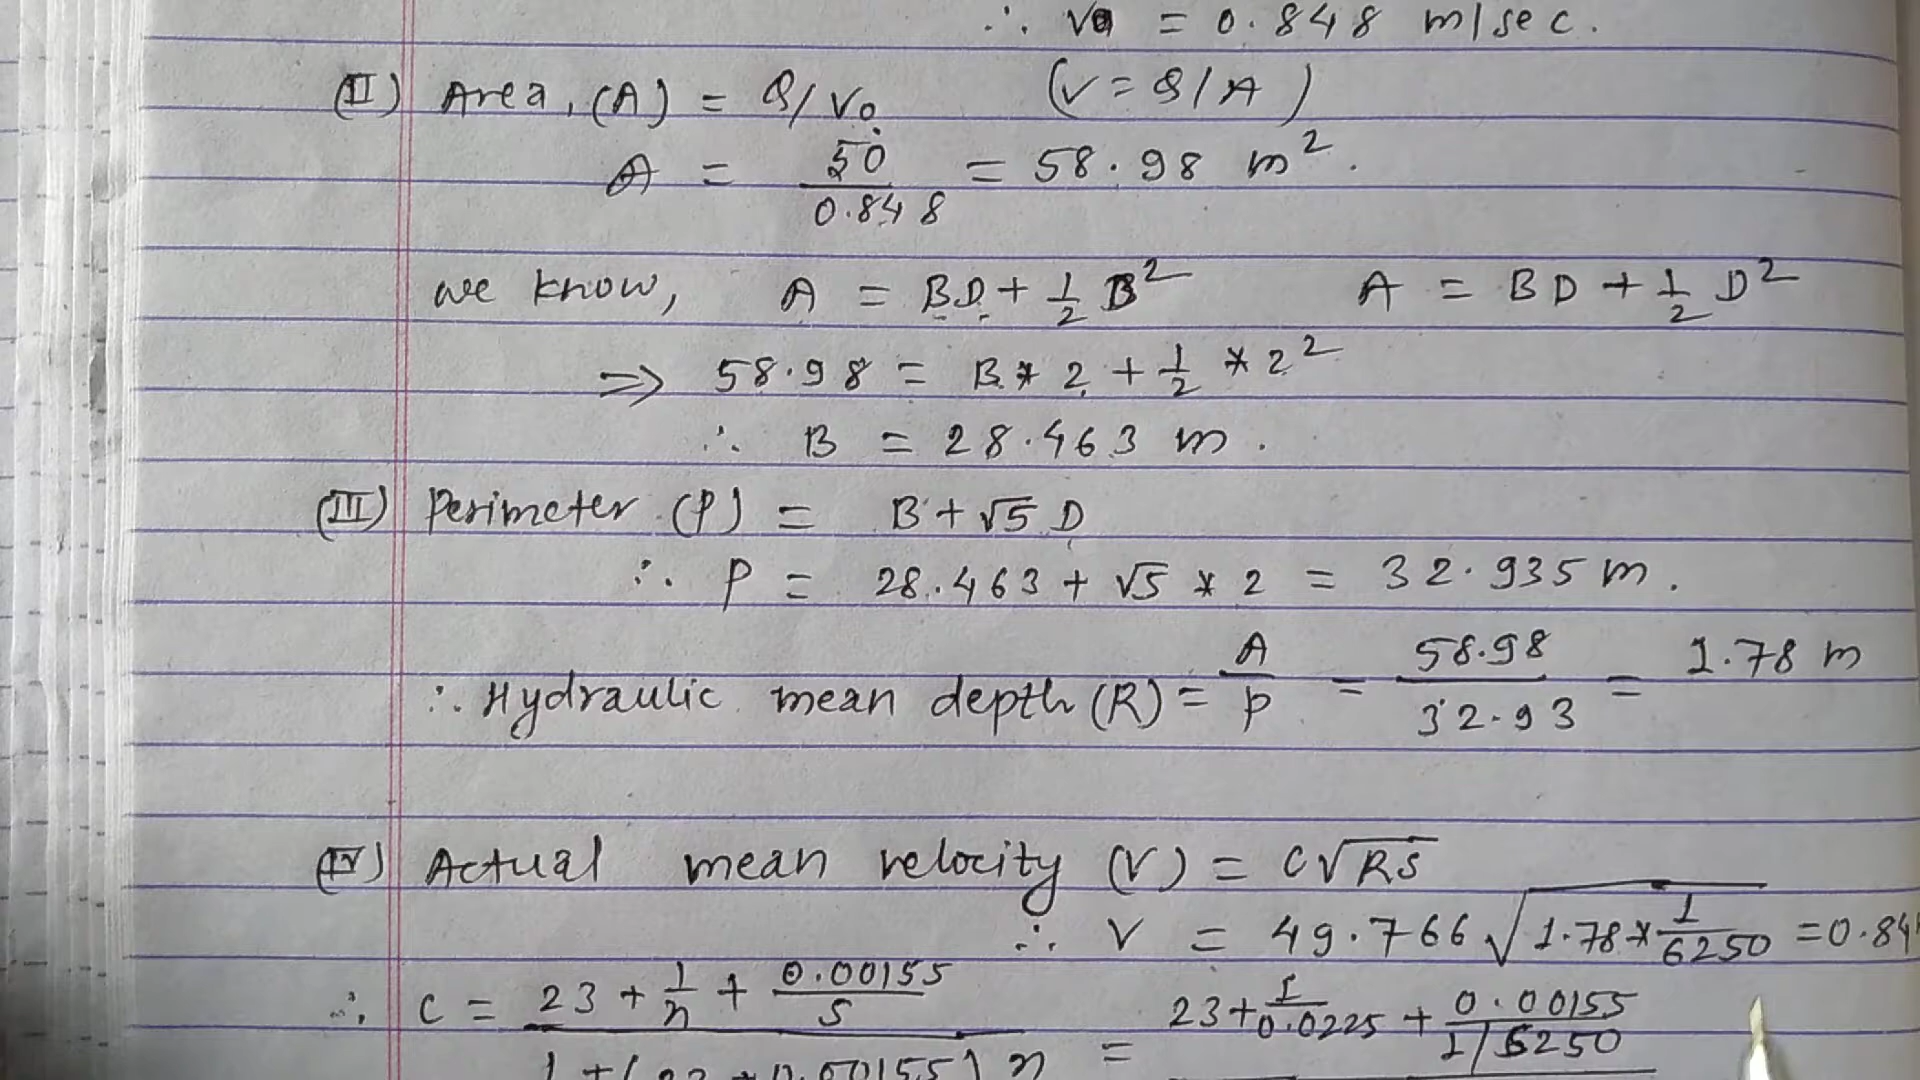 ∴ V0 = 0.848 m/sec.
(II) Area, (A) = Q/V₀ (V = Q/A)
A = 50/0.848 = 58.98 m².
we know, A = BD + 1/2 B² A = BD + 1/2 D²
⇒ 58.98 = B * 2 + 1/2 * 2²
∴ B = 28.463 m.
(III) Perimeter (P) = B + √5 D
∴ P = 28.463 + √5 * 2 = 32.935 m.
∴ Hydraulic mean depth (R) = A/P = 58.98/32.93 = 1.78 m
(IV) Actual mean velocity (V) = C√RS
∴ V = 49.766 √1.78 * 1/6250 = 0.84
∴ C = 23 + 1/n + 0.00155/S = 23 + 1/0.0225 + 0.00155/1/6250